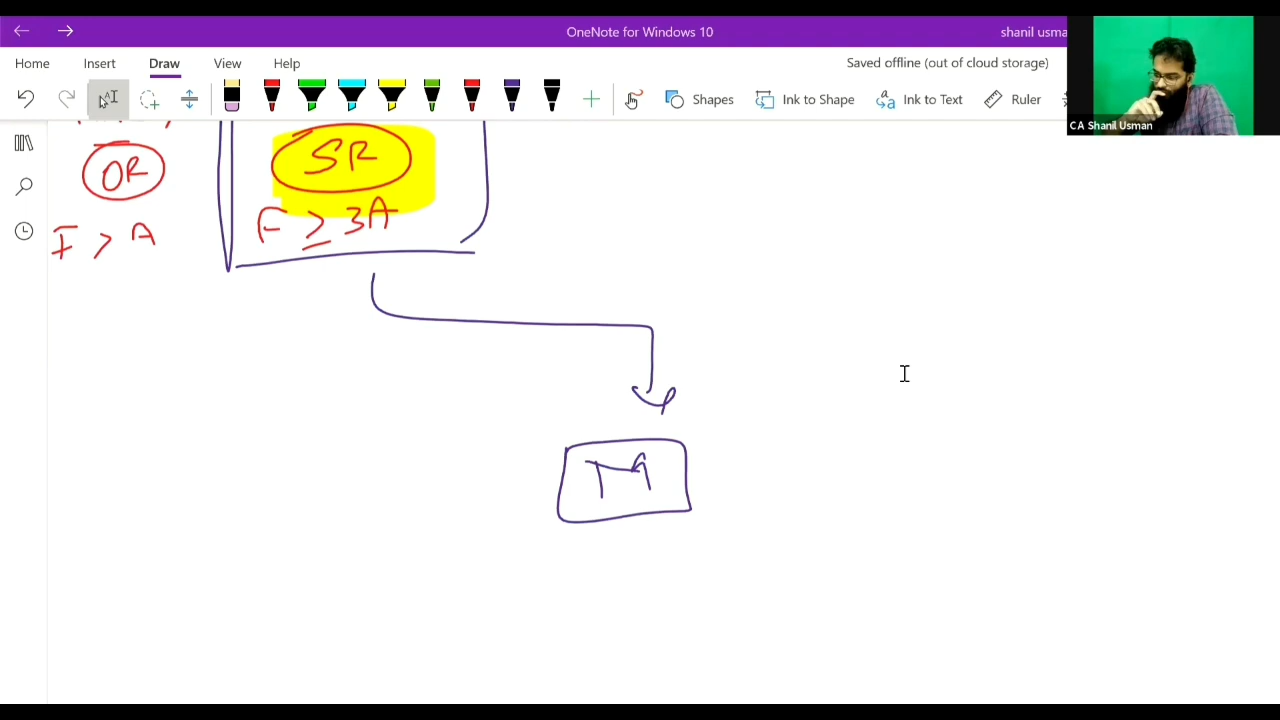 OneNote for Windows 10
shanil usma
Home Insert Draw View Help
Saved offline (out of cloud storage)
Shapes Ink to Shape Ink to Text Ruler
CA Shanil Usman
OR
SR
F > A
F ≥ 3A